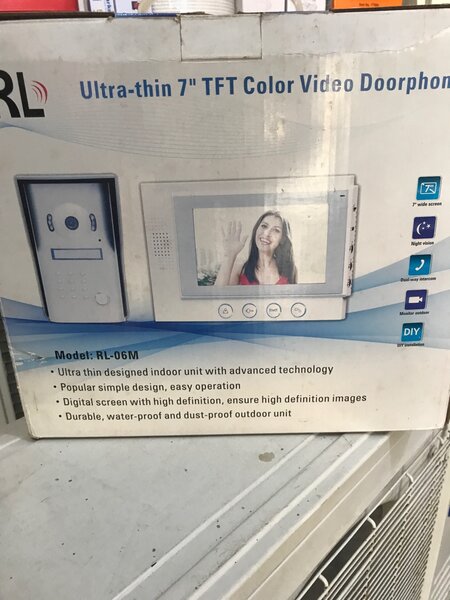 RL
Ultra-thin 7" TFT Color Video Doorphon
7" wide screen
Night vision
Dual-way intercom
Monitor outdoor
DIY
DIY installation
Model: RL-06M
• Ultra thin designed indoor unit with advanced technology
• Popular simple design, easy operation
• Digital screen with high definition, ensure high definition images
• Durable, water-proof and dust-proof outdoor unit